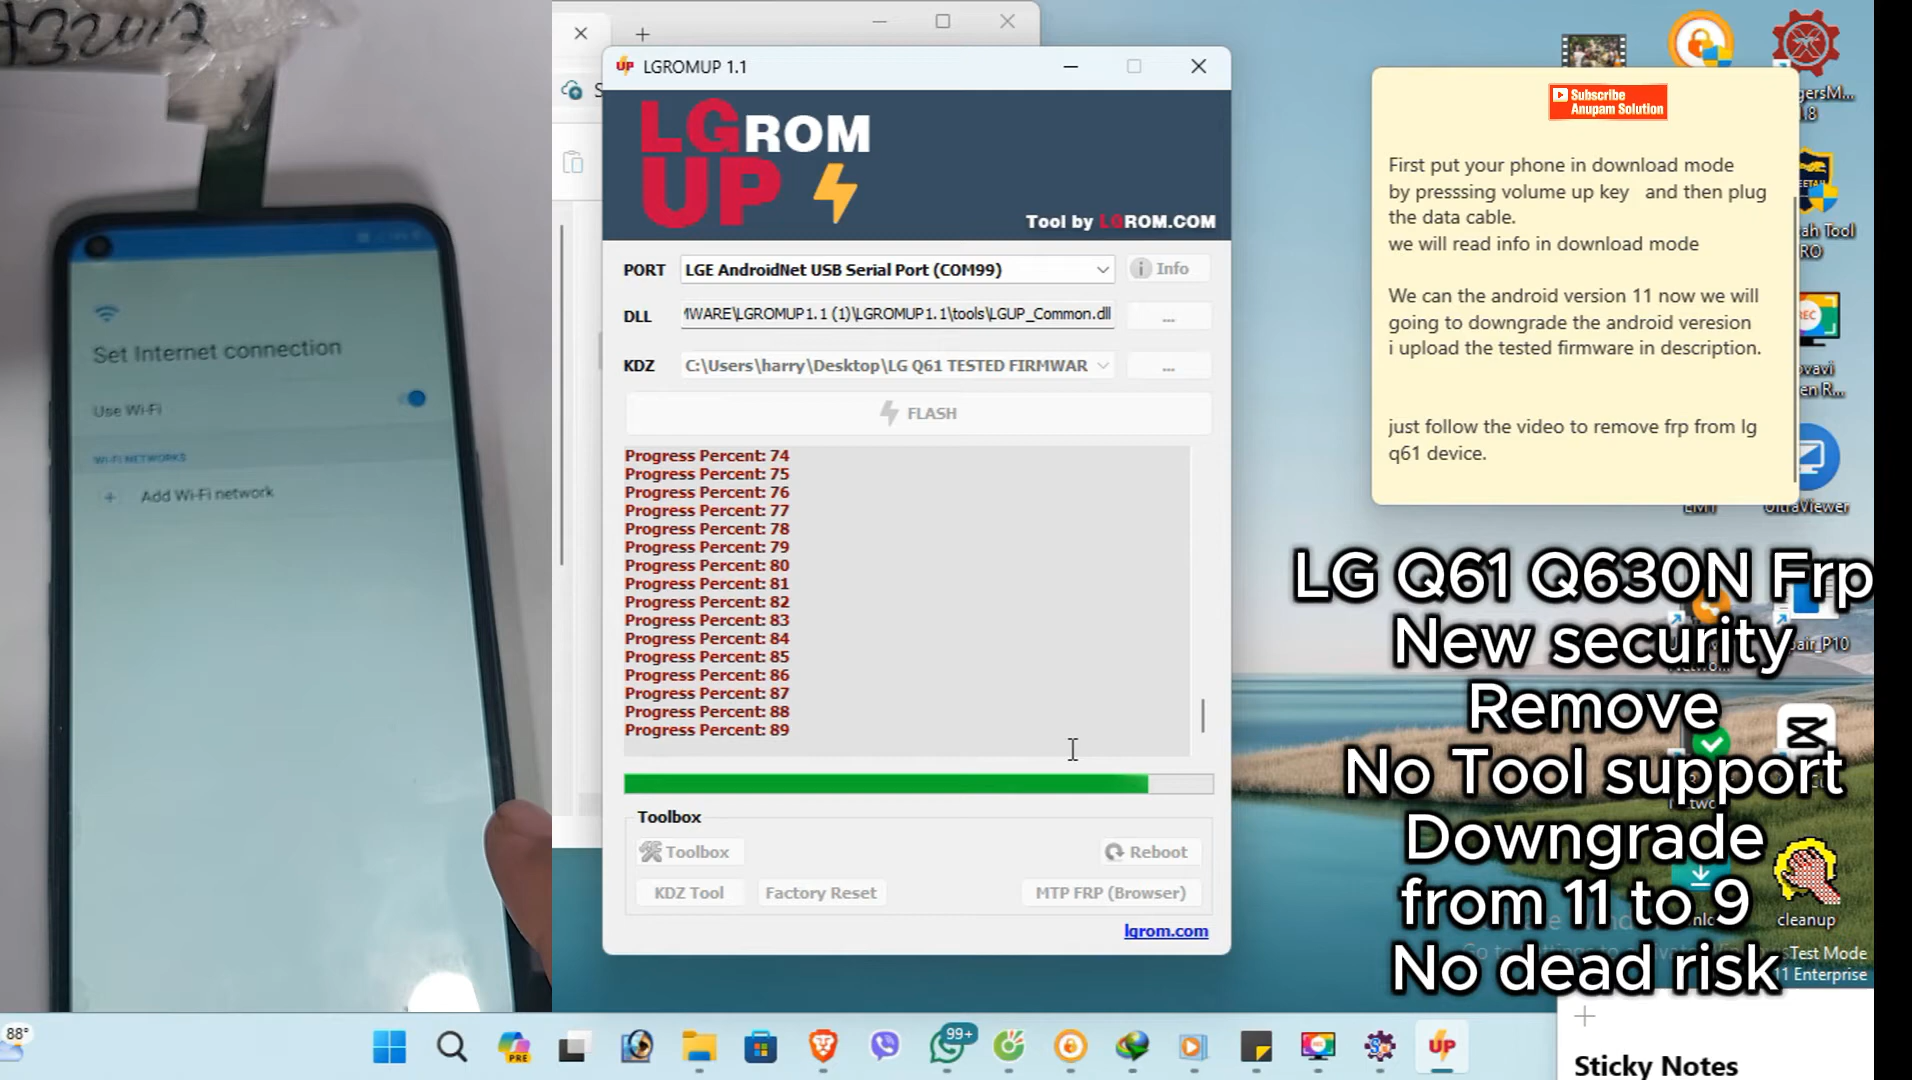 Set Internet connection
Use Wi-Fi
WI-FI NETWORKS
+ Add Wi-Fi network
LGROMUP 1.1
LGROM
UP
Tool by LGROM.COM
PORT
LGE AndroidNet USB Serial Port (COM99)
Info
DLL
MWARE\LGROMUP1.1 (1)\LGROMUP1.1\tools\LGUP_Common.dll
...
KDZ
C:\Users\harry\Desktop\LG Q61 TESTED FIRMWAR
...
FLASH
Progress Percent: 74
Progress Percent: 75
Progress Percent: 76
Progress Percent: 77
Progress Percent: 78
Progress Percent: 79
Progress Percent: 80
Progress Percent: 81
Progress Percent: 82
Progress Percent: 83
Progress Percent: 84
Progress Percent: 85
Progress Percent: 86
Progress Percent: 87
Progress Percent: 88
Progress Percent: 89
Toolbox
Toolbox
Reboot
KDZ Tool
Factory Reset
MTP FRP (Browser)
lgrom.com
Subscribe
Anupam Solution
First put your phone in download mode
by presssing volume up key and then plug
the data cable.
we will read info in download mode
We can the android version 11 now we will
going to downgrade the android veresion
i upload the tested firmware in description.
just follow the video to remove frp from lg
q61 device.
UltraViewer
LG Q61 Q630N Frp
New security
Remove
No Tool support
Downgrade
from 11 to 9
No dead risk
cleanup
Test Mode
11 Enterprise
88°
PRE
99+
UP
Sticky Notes